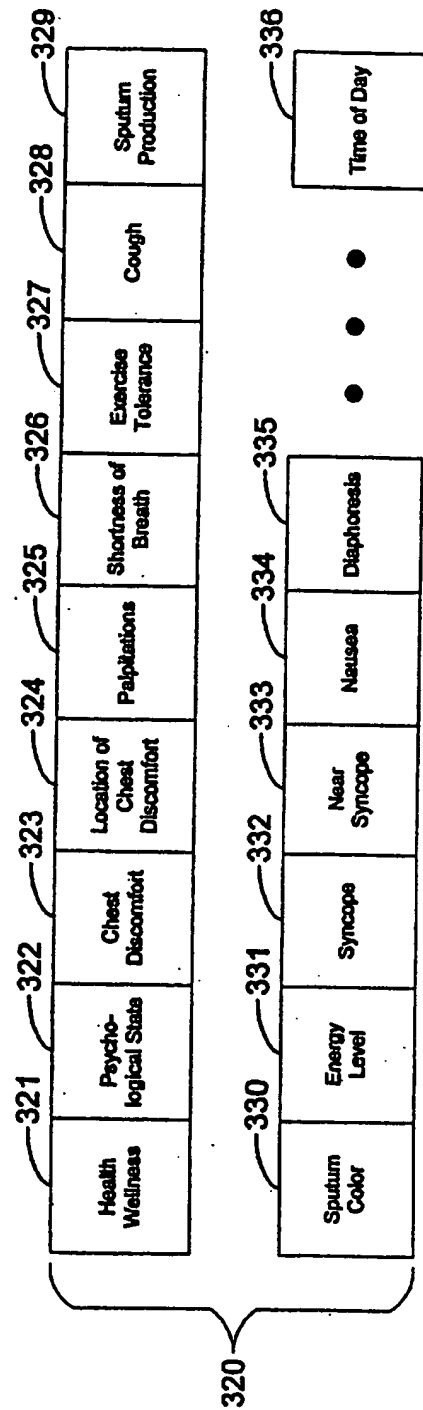 320
321
322
323
324
325
326
327
328
329
Health
Wellness
Psycho-
logical State
Chest
Discomfort
Location of
Chest
Discomfort
Palpitations
Shortness of
Breath
Exercise
Tolerance
Cough
Sputum
Production
330
331
332
333
334
335
336
Sputum
Color
Energy
Level
Syncope
Near
Syncope
Nausea
Diaphoresis
Time of Day